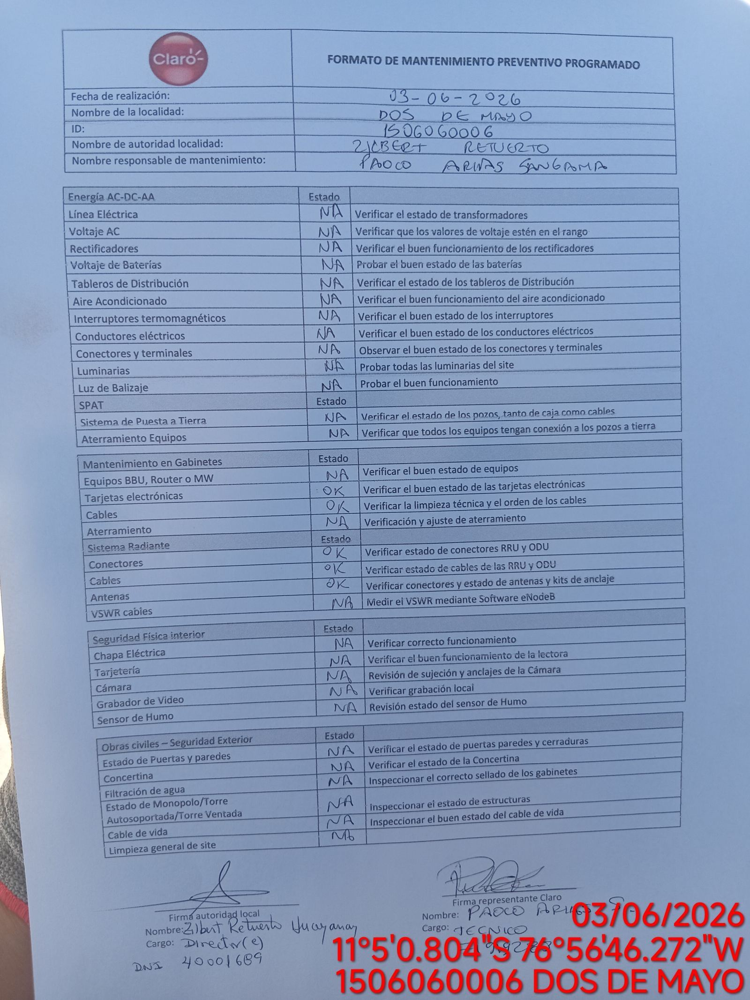 Claro-
FORMATO DE MANTENIMIENTO PREVENTIVO PROGRAMADO
Fecha de realización: 03-06-2026
Nombre de la localidad: DOS DE MAYO
ID: 1506060006
Nombre de autoridad localidad: ZILBERT RETUERTO
Nombre responsable de mantenimiento: PAOCO ARIAS SANGAMA
Energía AC-DC-AA Estado
Línea Eléctrica NA Verificar el estado de transformadores
Voltaje AC NA Verificar que los valores de voltaje estén en el rango
Rectificadores NA Verificar el buen funcionamiento de los rectificadores
Voltaje de Baterías NA Probar el buen estado de las baterías
Tableros de Distribución NA Verificar el estado de los tableros de Distribución
Aire Acondicionado NA Verificar el buen funcionamiento del aire acondicionado
Interruptores termomagnéticos NA Verificar el buen estado de los interruptores
Conductores eléctricos NA Verificar el buen estado de los conductores eléctricos
Conectores y terminales NA Observar el buen estado de los conectores y terminales
Luminarias NA Probar todas las luminarias del site
Luz de Balizaje NA Probar el buen funcionamiento
SPAT Estado
Sistema de Puesta a Tierra NA Verificar el estado de los pozos, tanto de caja como cables
Aterramiento Equipos NA Verificar que todos los equipos tengan conexión a los pozos a tierra
Mantenimiento en Gabinetes Estado
Equipos BBU, Router o MW NA Verificar el buen estado de equipos
Tarjetas electrónicas OK Verificar el buen estado de las tarjetas electrónicas
Cables OK Verificar la limpieza técnica y el orden de los cables
Aterramiento NA Verificación y ajuste de aterramiento
Sistema Radiante Estado
Conectores OK Verificar estado de conectores RRU y ODU
Cables OK Verificar estado de cables de las RRU y ODU
Antenas OK Verificar conectores y estado de antenas y kits de anclaje
VSWR cables NA Medir el VSWR mediante Software eNodeB
Seguridad Física interior Estado
Chapa Eléctrica NA Verificar correcto funcionamiento
Tarjetería NA Verificar el buen funcionamiento de la lectora
Cámara NA Revisión de sujeción y anclajes de la Cámara
Grabador de Video NA Verificar grabación local
Sensor de Humo NA Revisión estado del sensor de Humo
Obras civiles – Seguridad Exterior Estado
Estado de Puertas y paredes NA Verificar el estado de puertas paredes y cerraduras
Concertina NA Verificar el estado de la Concertina
Filtración de agua NA Inspeccionar el correcto sellado de los gabinetes
Estado de Monopolo/Torre
Autosoportada/Torre Ventada NA Inspeccionar el estado de estructuras
Cable de vida NA Inspeccionar el buen estado del cable de vida
Limpieza general de site NA
Firma autoridad local
Nombre: Zilbert Retuerto Huayanay
Cargo: Director (e)
DNI 40001689
Firma representante Claro
Nombre: PAOCO ARIAS S.
Cargo: TECNICO
03/06/2026
11°5'0.804"S 76°56'46.272"W
1506060006 DOS DE MAYO